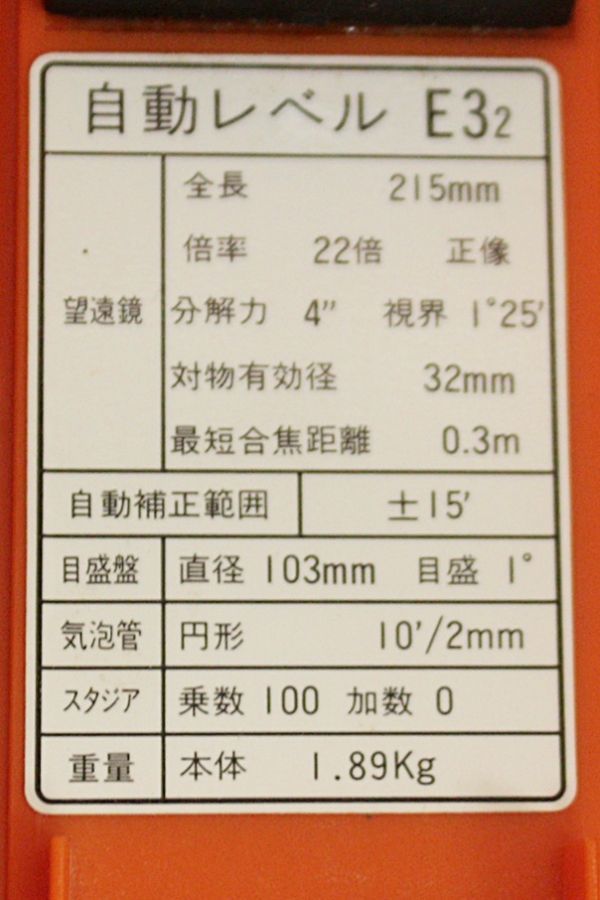 自動レベル E32
全長 215mm
倍率 22倍 正像
望遠鏡 分解力 4″ 視界 1°25′
対物有効径 32mm
最短合焦距離 0.3m
自動補正範囲 ±15′
目盛盤 直径 103mm 目盛 1°
気泡管 円形 10′/2mm
スタジア 乗数 100 加数 0
重量 本体 1.89Kg